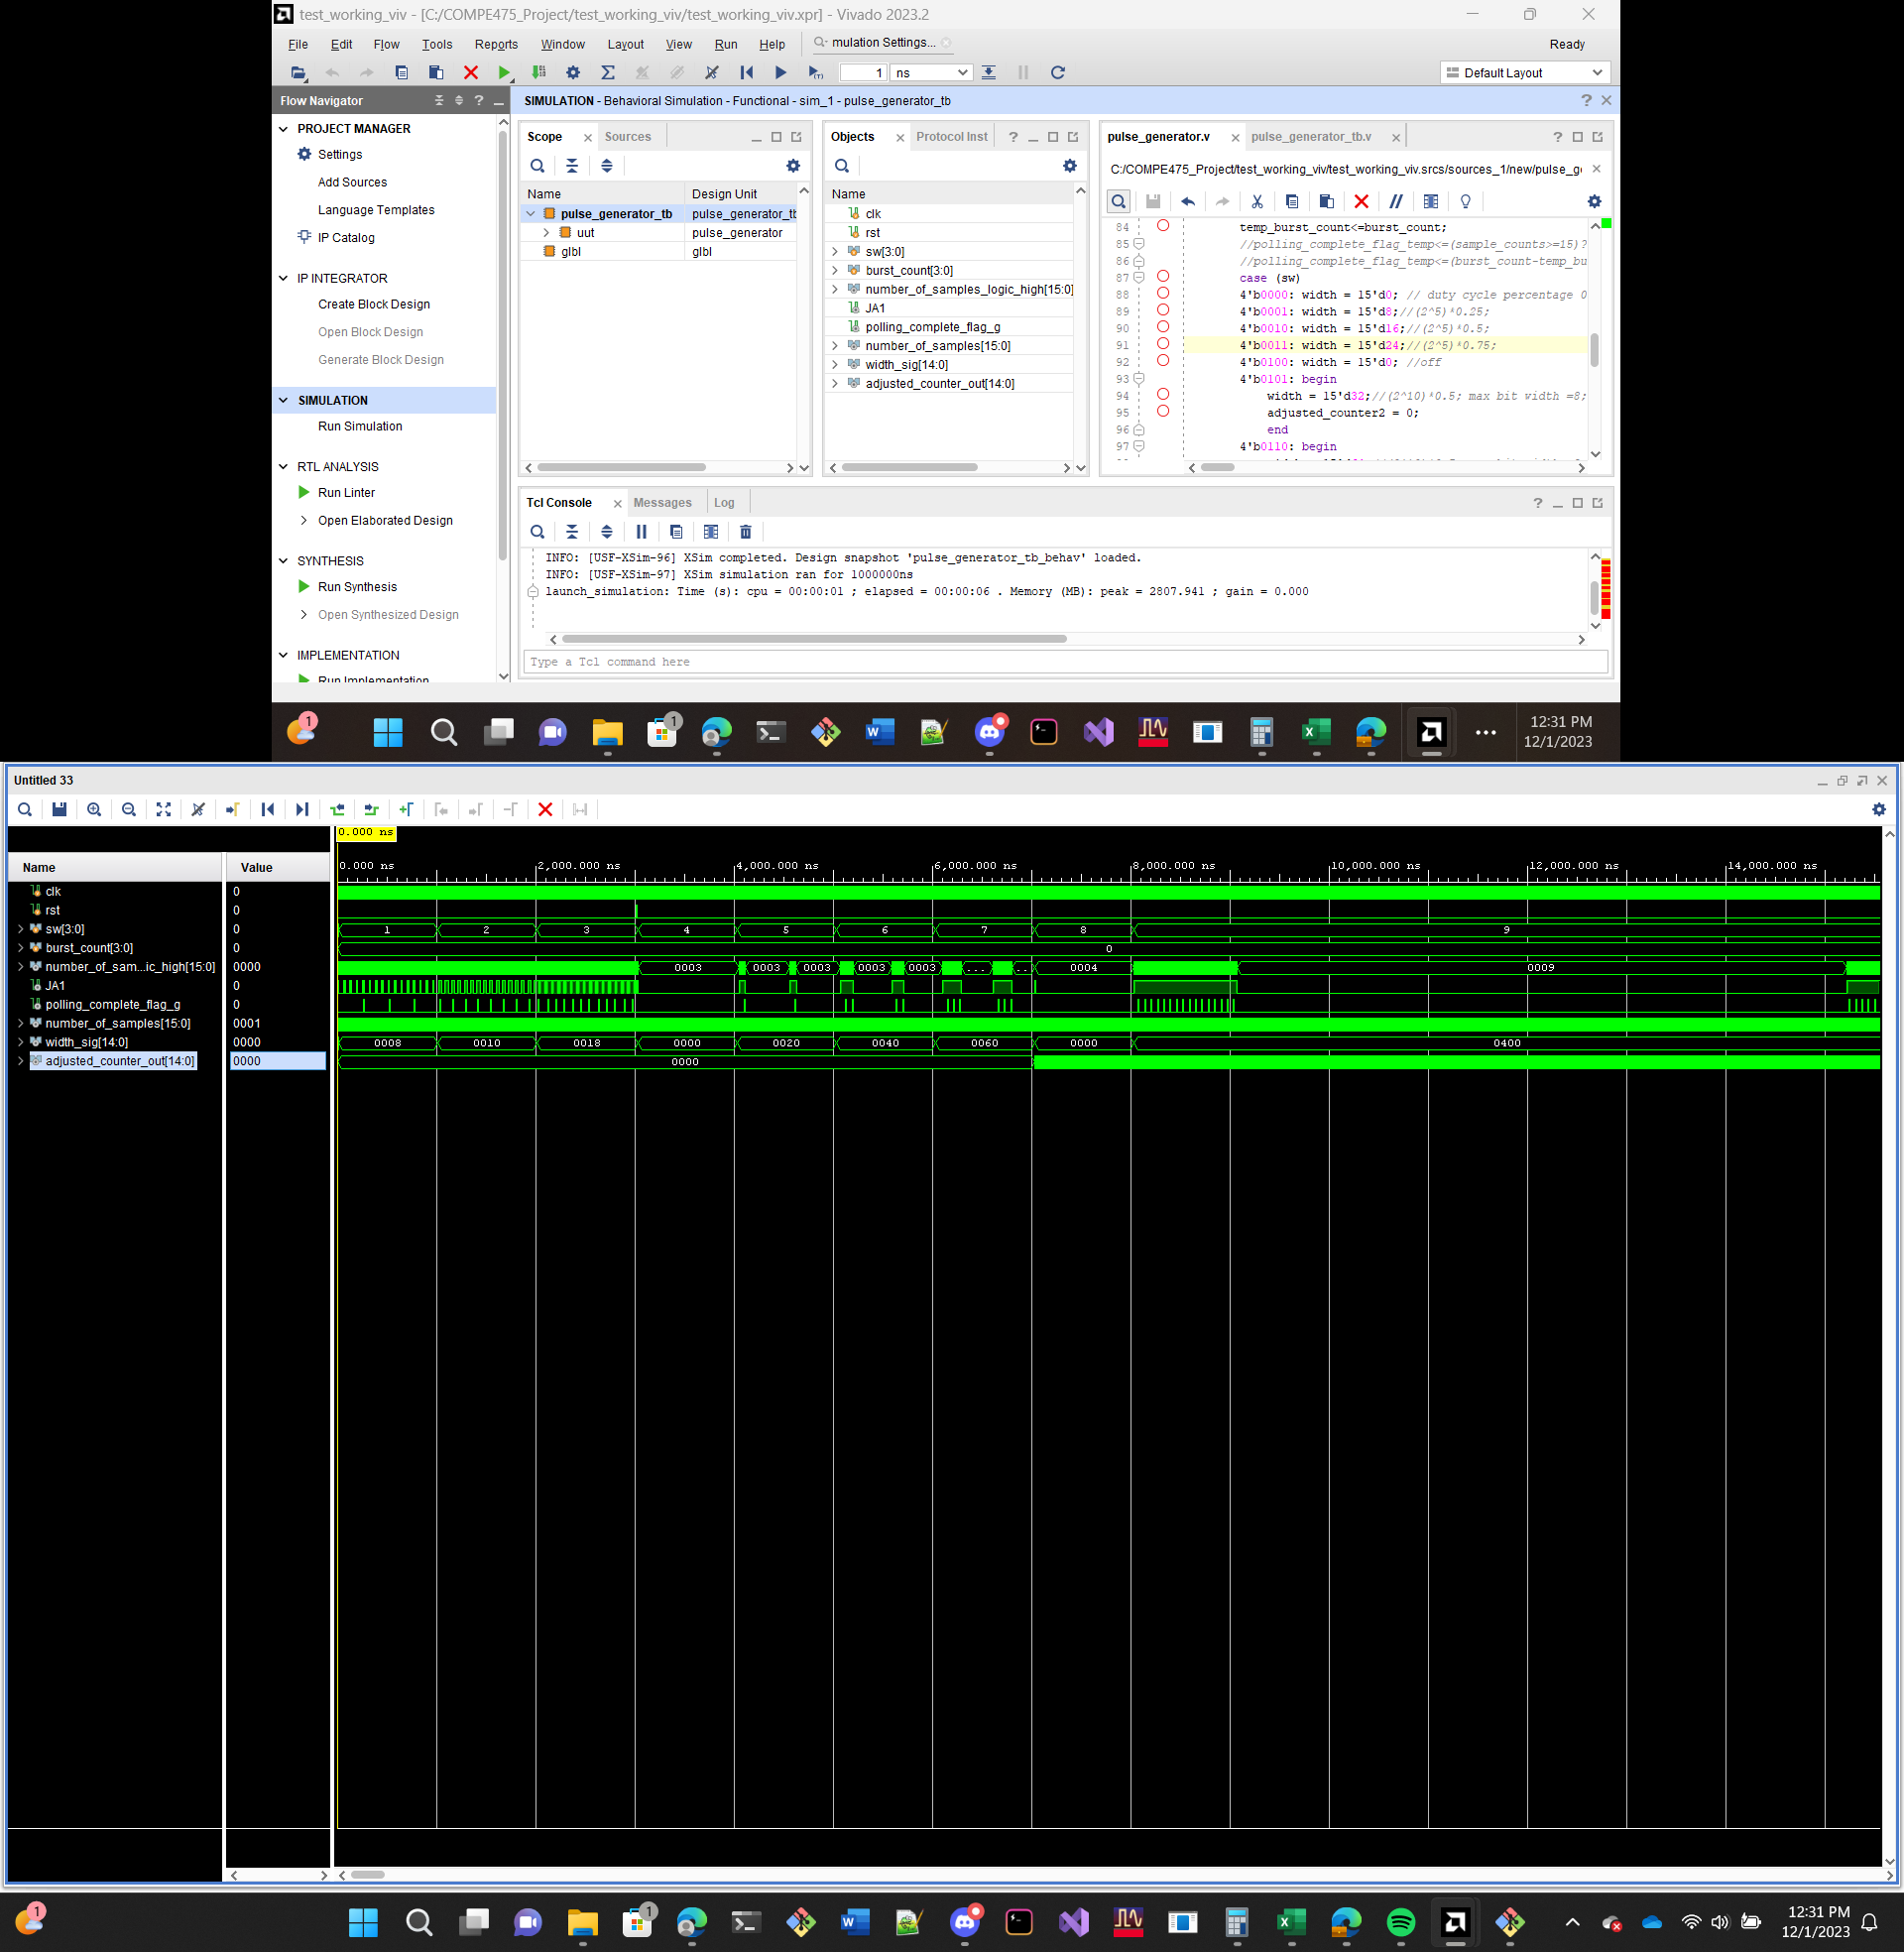 test_working_viv - [C:/COMPE475_Project/test_working_viv/test_working_viv.xpr] - Vivado 2023.2
File Edit Flow Tools Reports Window Layout View Run Help mulation Settings... Ready
1 ns Default Layout
Flow Navigator
SIMULATION - Behavioral Simulation - Functional - sim_1 - pulse_generator_tb
PROJECT MANAGER
Settings
Add Sources
Language Templates
IP Catalog
IP INTEGRATOR
Create Block Design
Open Block Design
Generate Block Design
SIMULATION
Run Simulation
RTL ANALYSIS
Run Linter
Open Elaborated Design
SYNTHESIS
Run Synthesis
Open Synthesized Design
IMPLEMENTATION
Run Implementation
Scope Sources
Name Design Unit
pulse_generator_tb pulse_generator_tb
uut pulse_generator
glbl glbl
Objects Protocol Inst
Name
clk
rst
sw[3:0]
burst_count[3:0]
number_of_samples_logic_high[15:0]
JA1
polling_complete_flag_g
number_of_samples[15:0]
width_sig[14:0]
adjusted_counter_out[14:0]
pulse_generator.v pulse_generator_tb.v
C:/COMPE475_Project/test_working_viv/test_working_viv.srcs/sources_1/new/pulse_g
84 temp_burst_count<=burst_count;
85 //polling_complete_flag_temp<=(sample_counts>=15)?
86 //polling_complete_flag_temp<=(burst_count-temp_bu
87 case (sw)
88 4'b0000: width = 15'd0; // duty cycle percentage 0
89 4'b0001: width = 15'd8;//(2^5)*0.25;
90 4'b0010: width = 15'd16;//(2^5)*0.5;
91 4'b0011: width = 15'd24;//(2^5)*0.75;
92 4'b0100: width = 15'd0; //off
93 4'b0101: begin
94 width = 15'd32;//(2^10)*0.5; max bit width =8;
95 adjusted_counter2 = 0;
96 end
97 4'b0110: begin
Tcl Console Messages Log
INFO: [USF-XSim-96] XSim completed. Design snapshot 'pulse_generator_tb_behav' loaded.
INFO: [USF-XSim-97] XSim simulation ran for 1000000ns
launch_simulation: Time (s): cpu = 00:00:01 ; elapsed = 00:00:06 . Memory (MB): peak = 2807.941 ; gain = 0.000
Type a Tcl command here
1 1 12:31 PM
12/1/2023
Untitled 33
0.000 ns
Name Value 0.000 ns 2,000.000 ns 4,000.000 ns 6,000.000 ns 8,000.000 ns 10,000.000 ns 12,000.000 ns 14,000.000 ns
clk 0
rst 0
sw[3:0] 0 1 2 3 4 5 6 7 8 9
burst_count[3:0] 0 0
number_of_sam...ic_high[15:0] 0000 0003 0003 0003 0003 0003 ... .. 0004 0009
JA1 0
polling_complete_flag_g 0
number_of_samples[15:0] 0001
width_sig[14:0] 0000 0008 0010 0018 0000 0020 0040 0060 0000 0400
adjusted_counter_out[14:0] 0000 0000
1 1 12:31 PM
12/1/2023